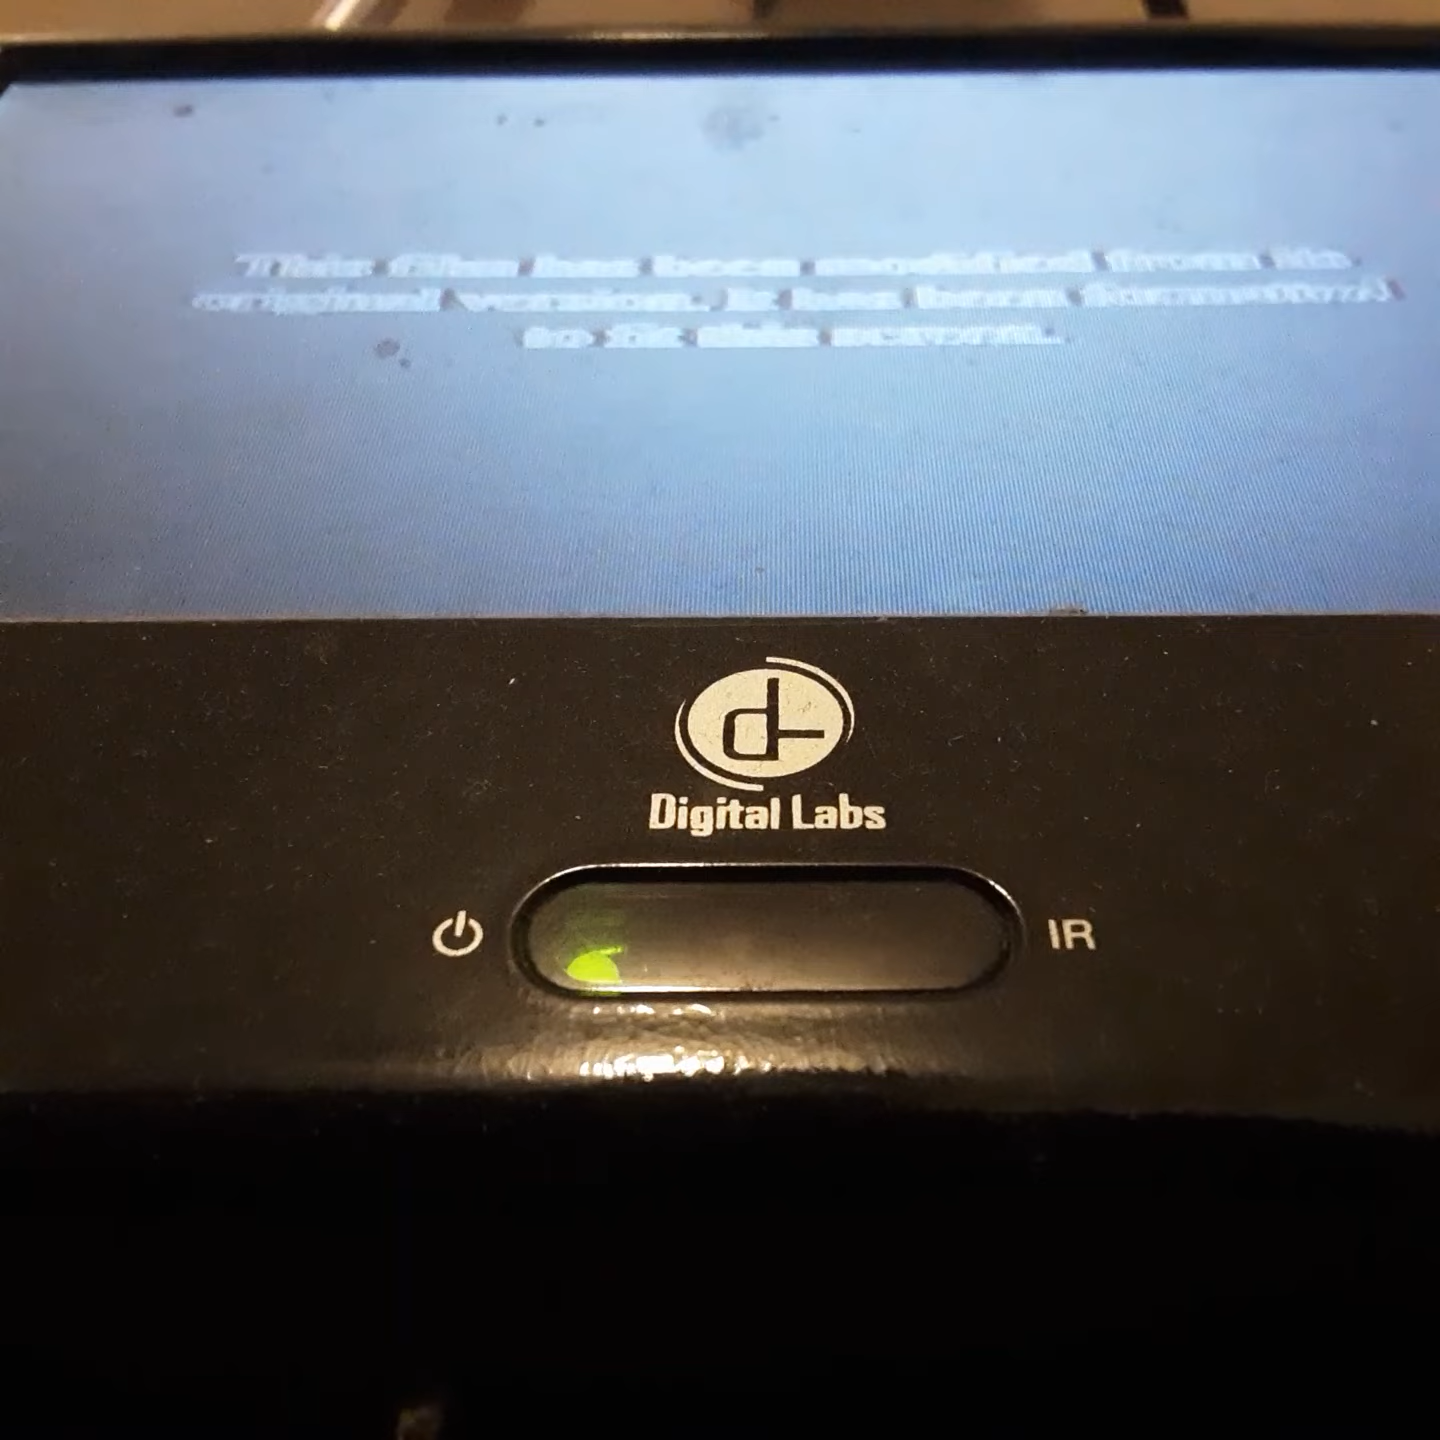 This film has been modified from its
original version. It has been formatted
to fit this screen.
Digital Labs
IR